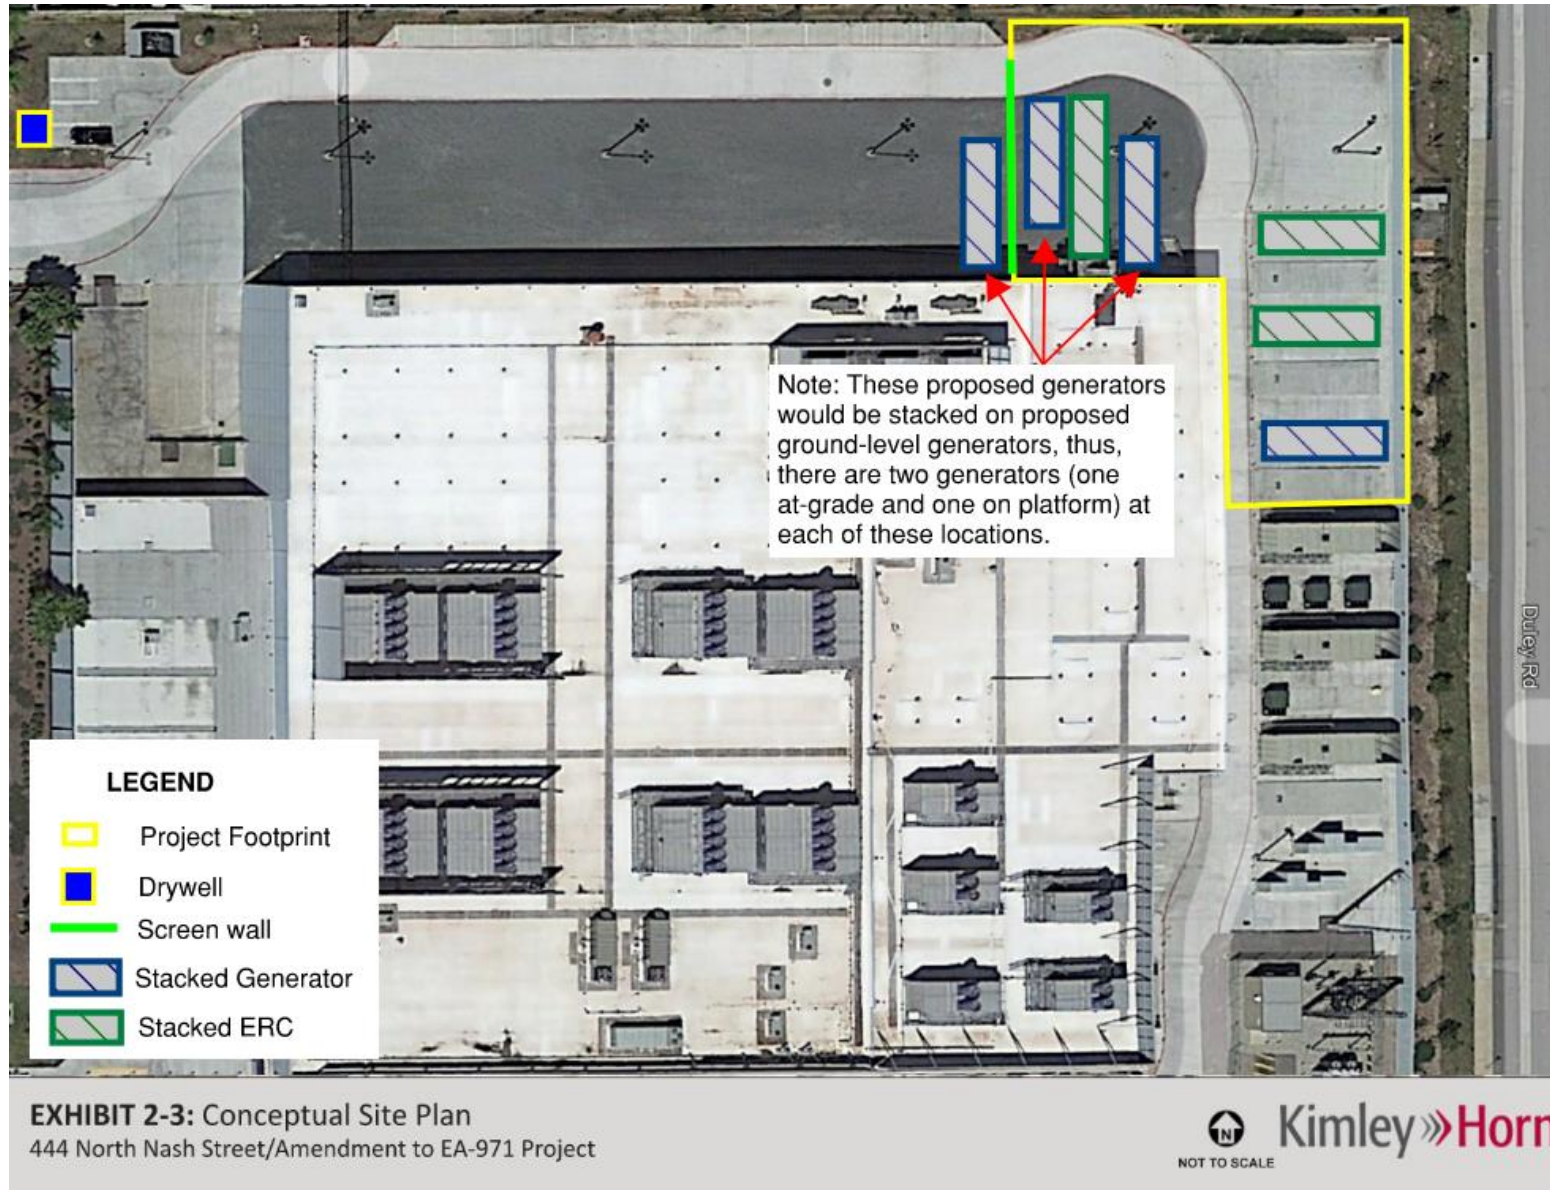 Note: These proposed generators
would be stacked on proposed
ground-level generators, thus,
there are two generators (one
at-grade and one on platform) at
each of these locations.
Duley Rd
LEGEND
Project Footprint
Drywell
Screen wall
Stacked Generator
Stacked ERC
EXHIBIT 2-3: Conceptual Site Plan
444 North Nash Street/Amendment to EA-971 Project
N
NOT TO SCALE
Kimley»Horn